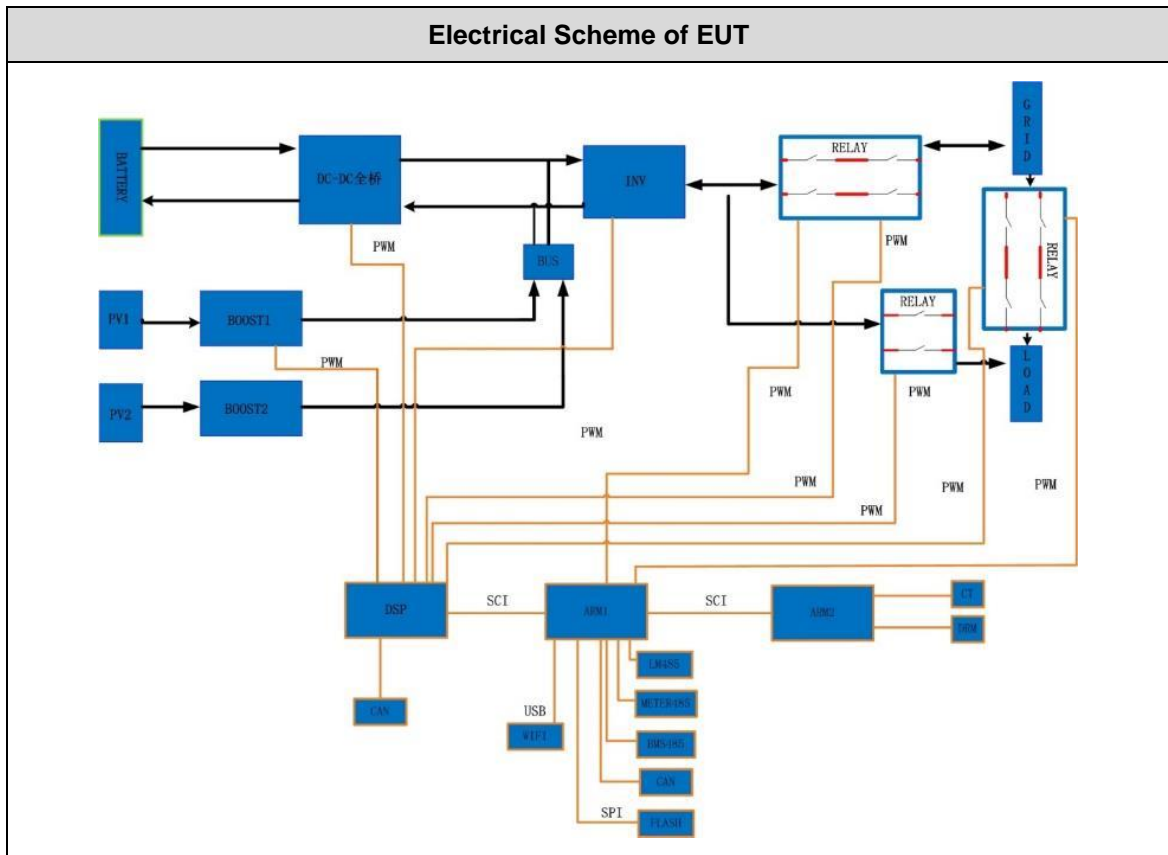 Electrical Scheme of EUT
GRID
RELAY
BATTERY
DC-DC全桥
INV
PWM
PWM
BUS
RELAY
RELAY
PV1
BOOST1
PWM
LOAD
PWM
PWM
PV2
BOOST2
PWM
PWM
PWM
PWM
PWM
DSP
SCI
ARM1
SCI
ARM2
CT
DRM
LM485
CAN
USB
METER485
WIFI
BMS485
CAN
SPI
FLASH